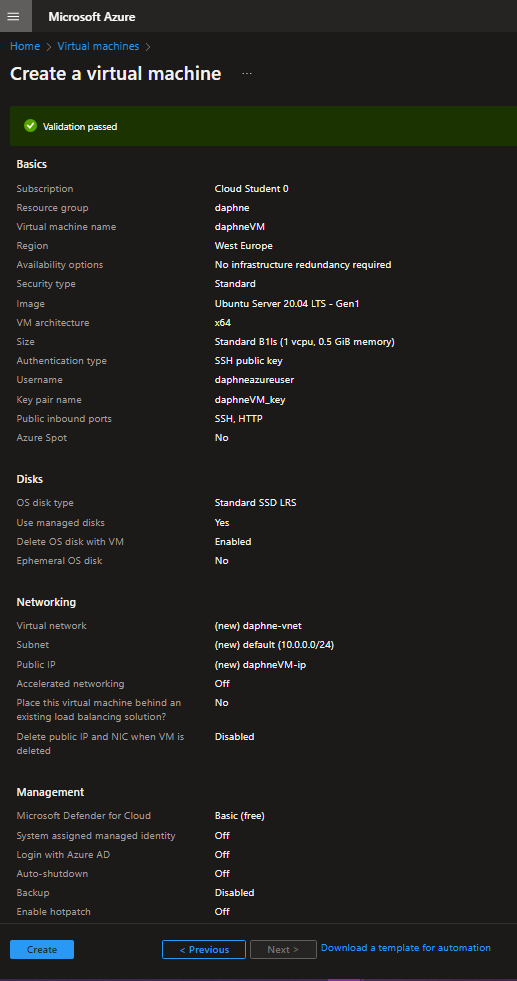 Microsoft Azure
Home > Virtual machines >
Create a virtual machine ...
Validation passed
Basics
Subscription Cloud Student 0
Resource group daphne
Virtual machine name daphneVM
Region West Europe
Availability options No infrastructure redundancy required
Security type Standard
Image Ubuntu Server 20.04 LTS - Gen1
VM architecture x64
Size Standard B1ls (1 vcpu, 0.5 GiB memory)
Authentication type SSH public key
Username daphneazureuser
Key pair name daphneVM_key
Public inbound ports SSH, HTTP
Azure Spot No
Disks
OS disk type Standard SSD LRS
Use managed disks Yes
Delete OS disk with VM Enabled
Ephemeral OS disk No
Networking
Virtual network (new) daphne-vnet
Subnet (new) default (10.0.0.0/24)
Public IP (new) daphneVM-ip
Accelerated networking Off
Place this virtual machine behind an No
existing load balancing solution?
Delete public IP and NIC when VM is Disabled
deleted
Management
Microsoft Defender for Cloud Basic (free)
System assigned managed identity Off
Login with Azure AD Off
Auto-shutdown Off
Backup Disabled
Enable hotpatch Off
Create < Previous Next > Download a template for automation